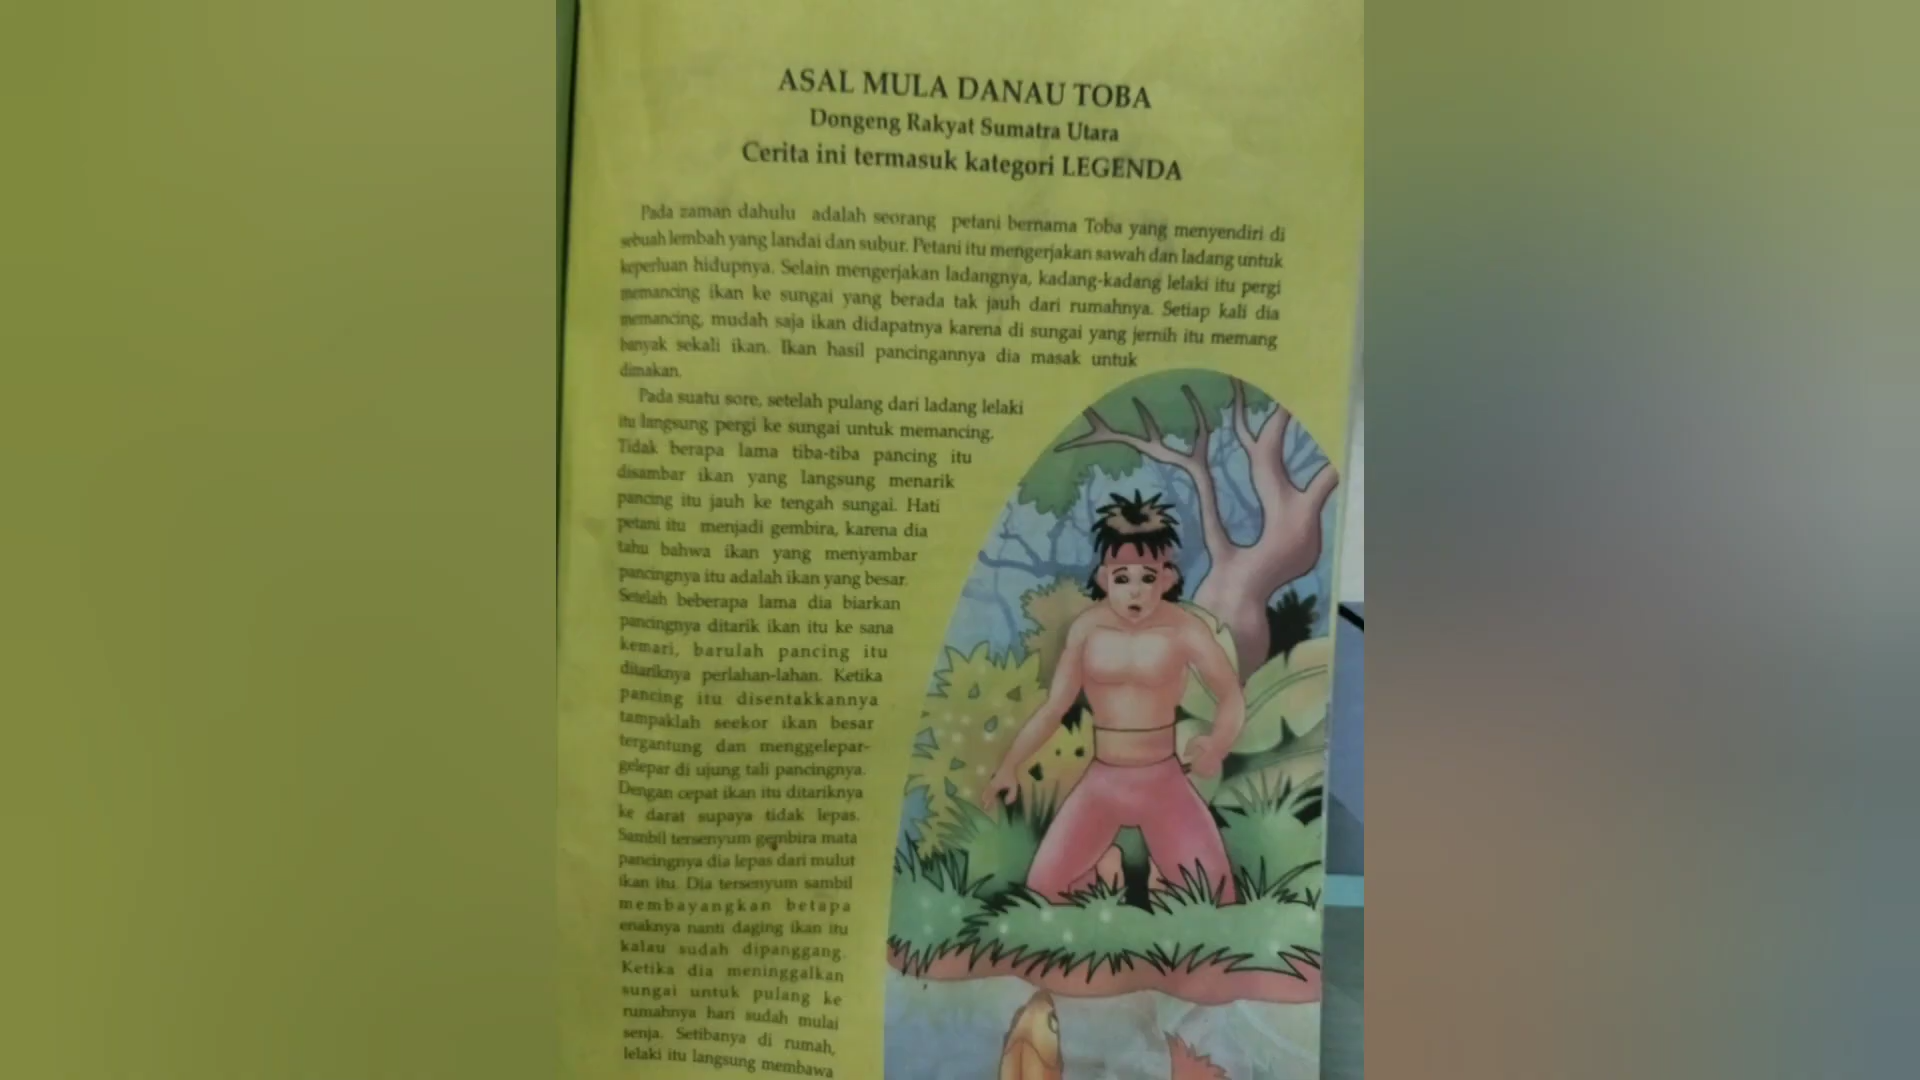 ASAL MULA DANAU TOBA
Dongeng Rakyat Sumatra Utara
Cerita ini termasuk kategori LEGENDA
Pada zaman dahulu adalah seorang petani bernama Toba yang menyendiri di
sebuah lembah yang landai dan subur. Petani itu mengerjakan sawah dan ladang untuk
keperluan hidupnya. Selain mengerjakan ladangnya, kadang-kadang lelaki itu pergi
memancing ikan ke sungai yang berada tak jauh dari rumahnya. Setiap kali dia
memancing, mudah saja ikan didapatnya karena di sungai yang jernih itu memang
banyak sekali ikan. Ikan hasil pancingannya dia masak untuk
dimakan.
Pada suatu sore, setelah pulang dari ladang lelaki
itu langsung pergi ke sungai untuk memancing.
Tidak berapa lama tiba-tiba pancing itu
disambar ikan yang langsung menarik
pancing itu jauh ke tengah sungai. Hati
petani itu menjadi gembira, karena dia
tahu bahwa ikan yang menyambar
pancingnya itu adalah ikan yang besar.
Setelah beberapa lama dia biarkan
pancingnya ditarik ikan itu ke sana
kemari, barulah pancing itu
ditariknya perlahan-lahan. Ketika
pancing itu disentakkannya
tampaklah seekor ikan besar
tergantung dan menggelepar-
gelepar di ujung tali pancingnya.
Dengan cepat ikan itu ditariknya
ke darat supaya tidak lepas.
Sambil tersenyum gembira mata
pancingnya dia lepas dari mulut
ikan itu. Dia tersenyum sambil
membayangkan betapa
enaknya nanti daging ikan itu
kalau sudah dipanggang.
Ketika dia meninggalkan
sungai untuk pulang ke
rumahnya hari sudah mulai
senja. Setibanya di rumah,
lelaki itu langsung membawa